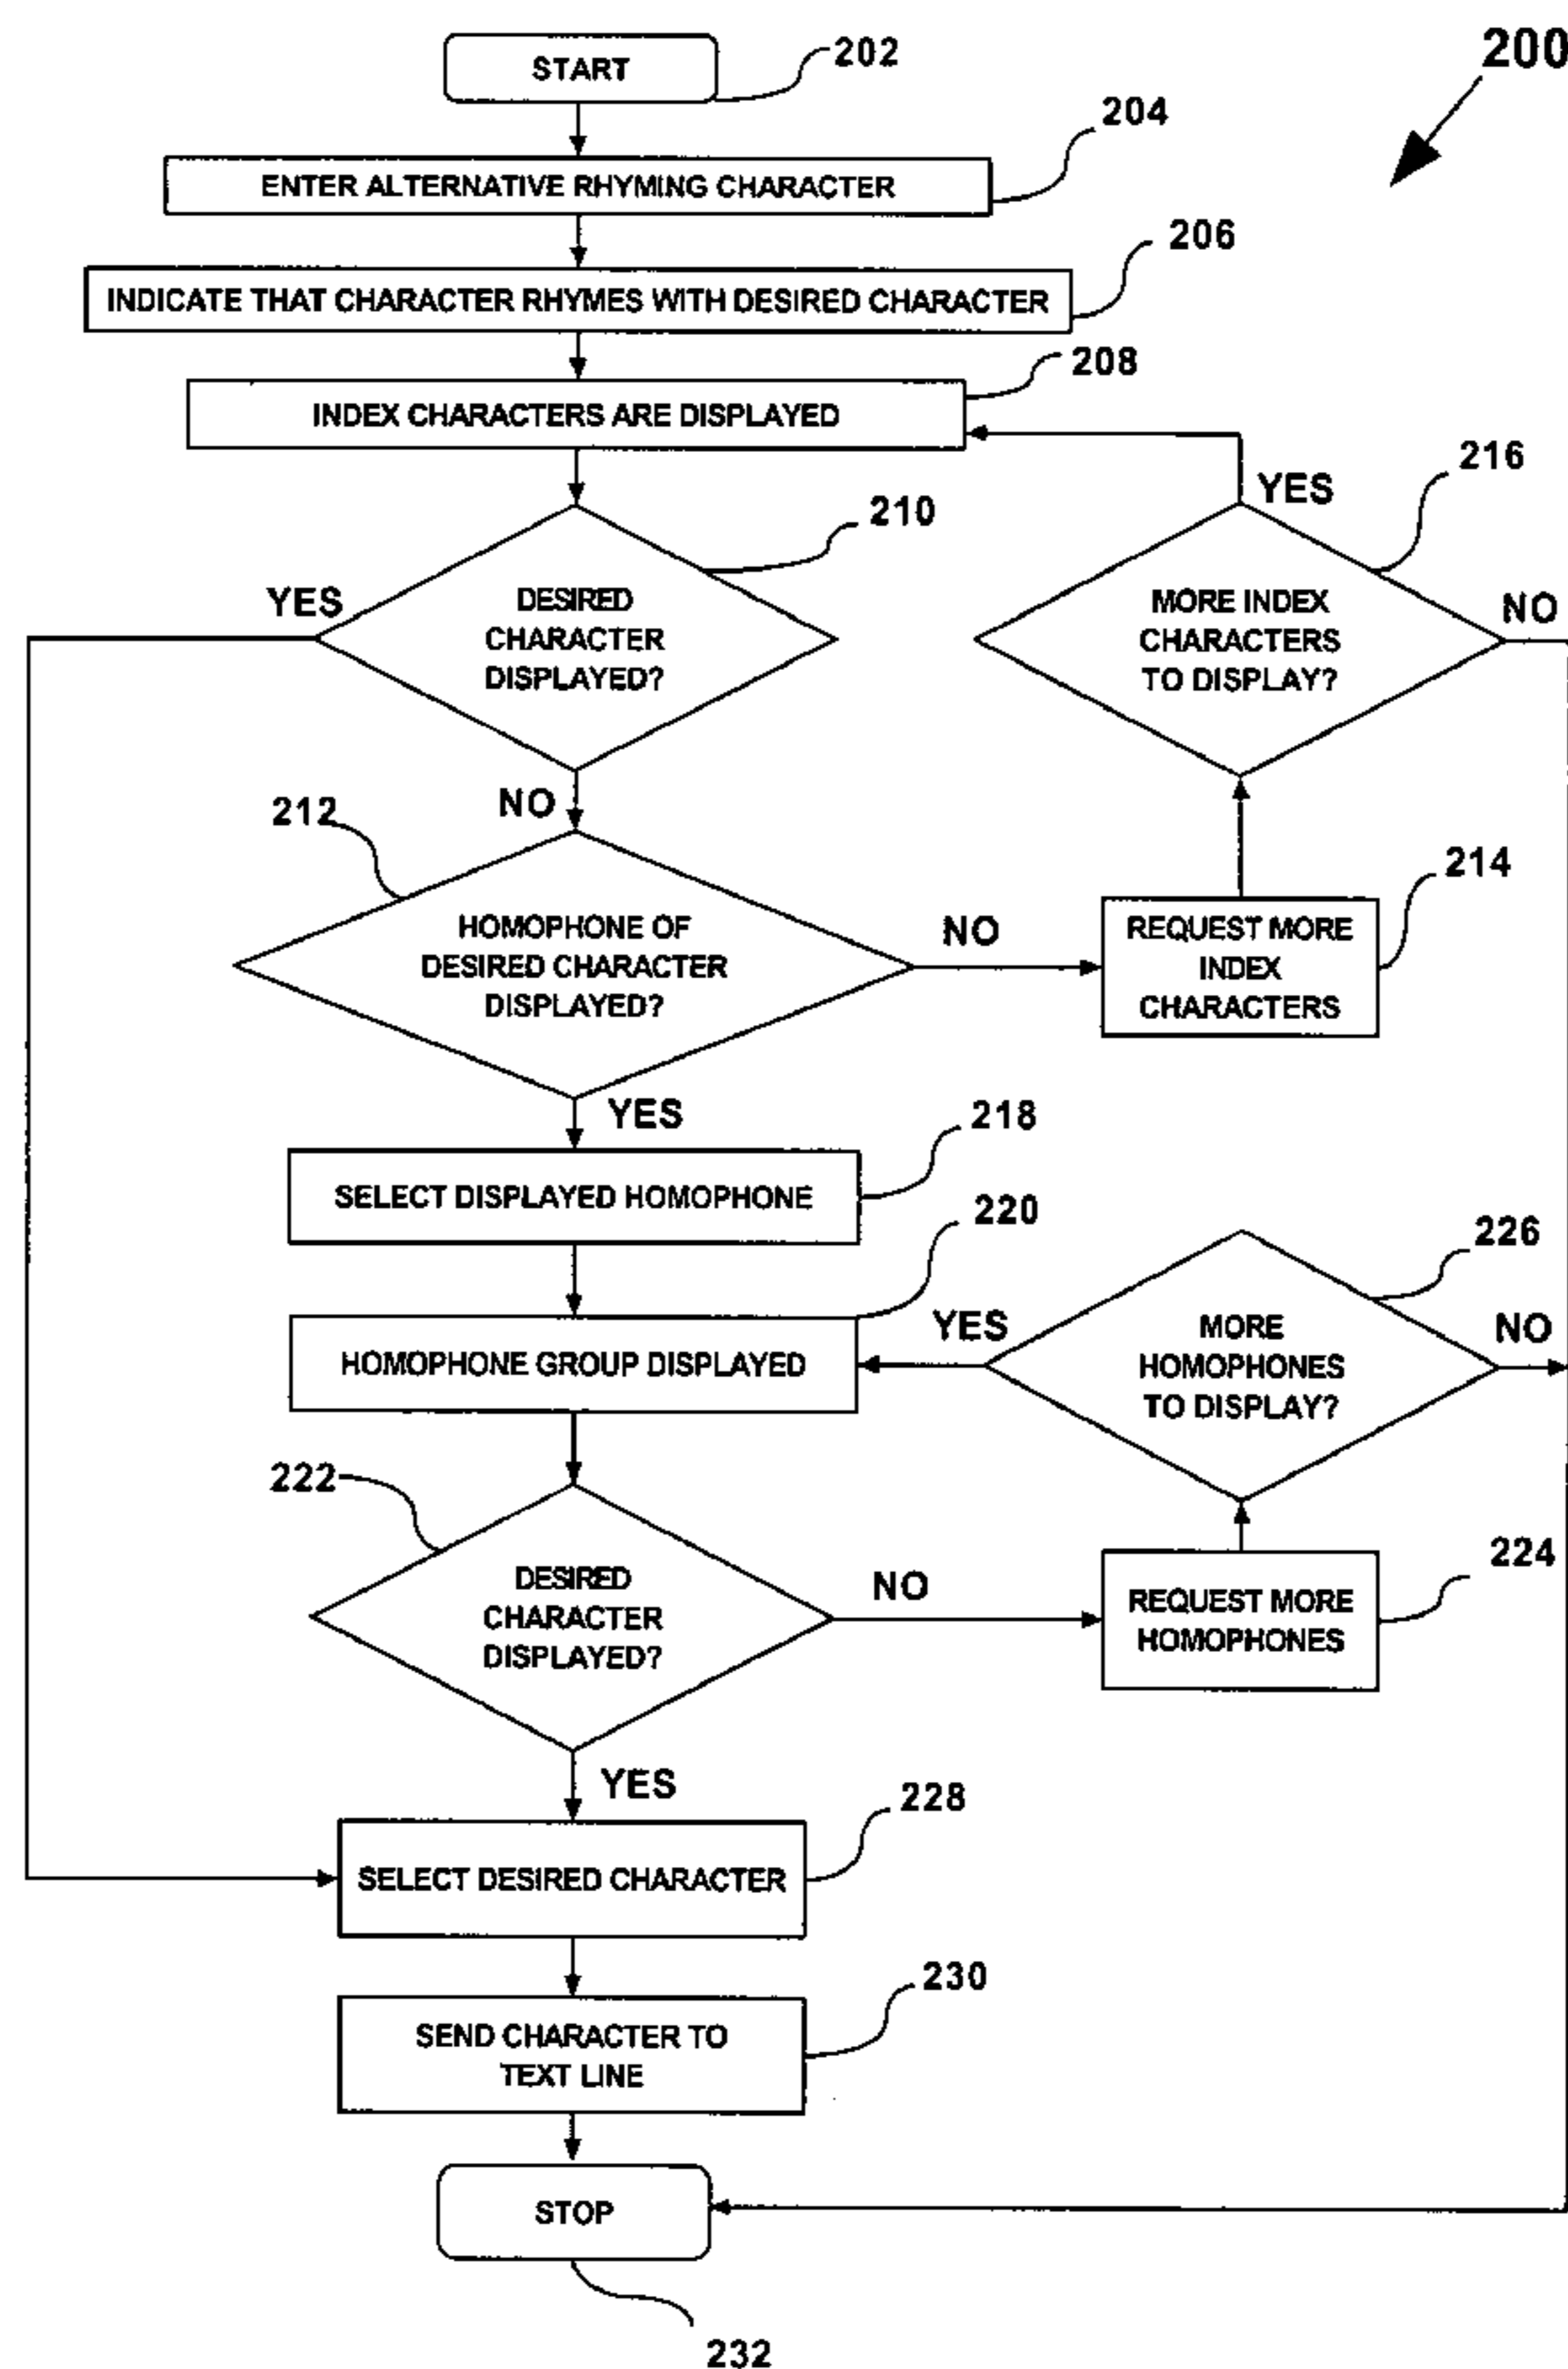 200
START
202
ENTER ALTERNATIVE RHYMING CHARACTER
204
INDICATE THAT CHARACTER RHYMES WITH DESIRED CHARACTER
206
INDEX CHARACTERS ARE DISPLAYED
208
DESIRED
CHARACTER
DISPLAYED?
210
YES
NO
MORE INDEX
CHARACTERS
TO DISPLAY?
216
YES
NO
212
HOMOPHONE OF
DESIRED CHARACTER
DISPLAYED?
NO
YES
REQUEST MORE
INDEX
CHARACTERS
214
SELECT DISPLAYED HOMOPHONE
218
HOMOPHONE GROUP DISPLAYED
220
YES
MORE
HOMOPHONES
TO DISPLAY?
226
NO
222
DESIRED
CHARACTER
DISPLAYED?
NO
YES
REQUEST MORE
HOMOPHONES
224
SELECT DESIRED CHARACTER
228
SEND CHARACTER TO
TEXT LINE
230
STOP
232